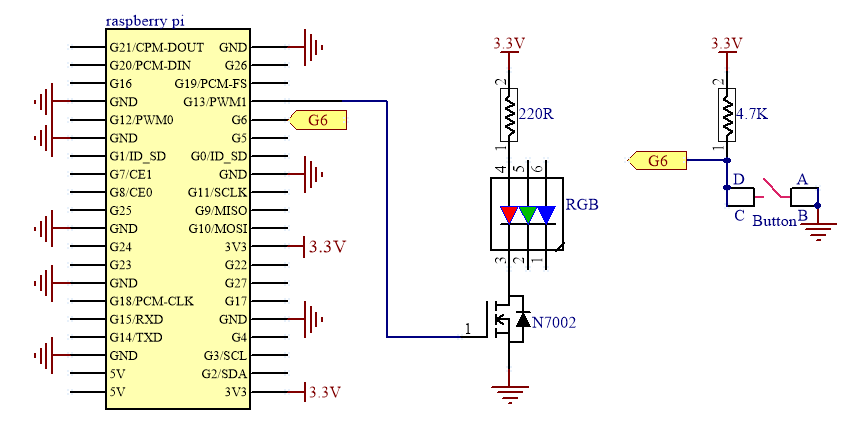 raspberry pi
G21/CPM-DOUT GND
G20/PCM-DIN G26
G16 G19/PCM-FS
GND G13/PWM1
G12/PWM0 G6
GND G5
G1/ID_SD G0/ID_SD
G7/CE1 GND
G8/CE0 G11/SCLK
G25 G9/MISO
GND G10/MOSI
G24 3V3
G23 G22
GND G27
G18/PCM-CLK G17
G15/RXD GND
G14/TXD G4
GND G3/SCL
5V G2/SDA
5V 3V3
G6
3.3V
3.3V
3.3V
2
220R
1
4 5 6
RGB
3 2 1
1
N7002
3.3V
2
4.7K
1
G6
D A
C B
Button